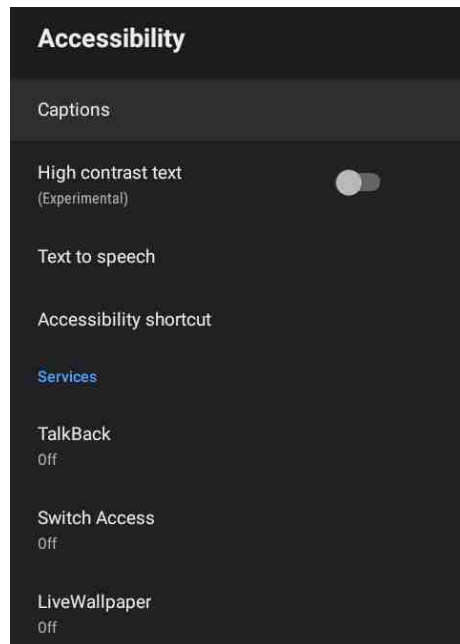 Accessibility
Captions
High contrast text
(Experimental)
Text to speech
Accessibility shortcut
Services
TalkBack
Off
Switch Access
Off
LiveWallpaper
Off